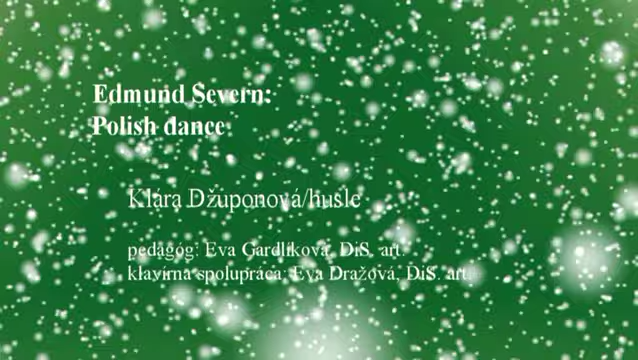 Edmund Severn:
Polish dance
Klára Džuponová/husle
pedagóg: Eva Gardlíková, DiS. art.
klavírna spolupráca: Eva Dražová, DiS. art.